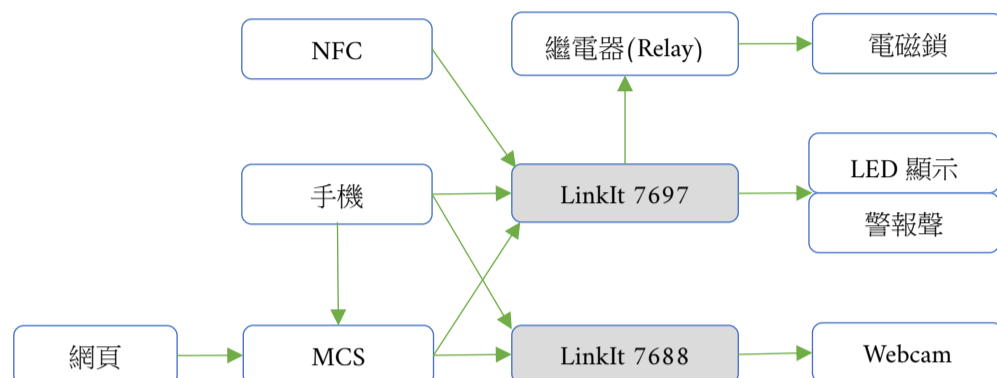 NFC
繼電器(Relay)
電磁鎖
手機
LinkIt 7697
LED 顯示
警報聲
網頁
MCS
LinkIt 7688
Webcam